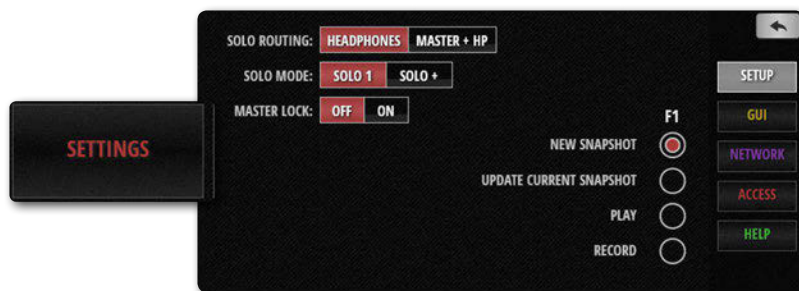 SETTINGS
SOLO ROUTING: HEADPHONES MASTER + HP
SOLO MODE: SOLO 1 SOLO +
MASTER LOCK: OFF ON
F1
NEW SNAPSHOT
UPDATE CURRENT SNAPSHOT
PLAY
RECORD
SETUP
GUI
NETWORK
ACCESS
HELP